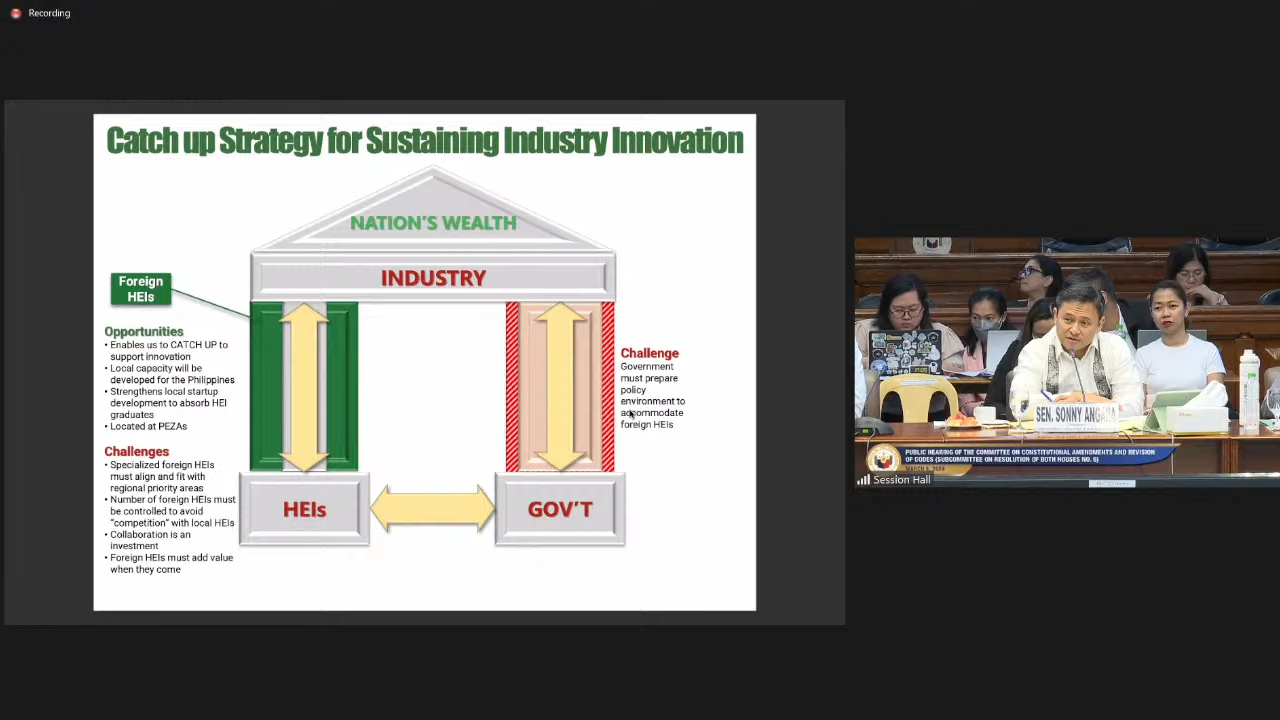 Recording
Catch up Strategy for Sustaining Industry Innovation
NATION'S WEALTH
INDUSTRY
Foreign
HEIs
Opportunities
• Enables us to CATCH UP to
support innovation
• Local capacity will be
developed for the Philippines
• Strengthens local startup
development to absorb HEI
graduates
• Located at PEZAs
Challenges
• Specialized foreign HEIs
must align and fit with
regional priority areas
• Number of foreign HEIs must
be controlled to avoid
"competition" with local HEIs
• Collaboration is an
investment
• Foreign HEIs must add value
when they come
Challenge
Government
must prepare
policy
environment to
accommodate
foreign HEIs
HEIs
GOV'T
SEN. SONNY ANGARA
PUBLIC HEARING OF THE COMMITTEE ON CONSTITUTIONAL AMENDMENTS AND REVISION
OF CODES (SUBCOMMITTEE ON RESOLUTION OF BOTH HOUSES NO. 6)
Session Hall